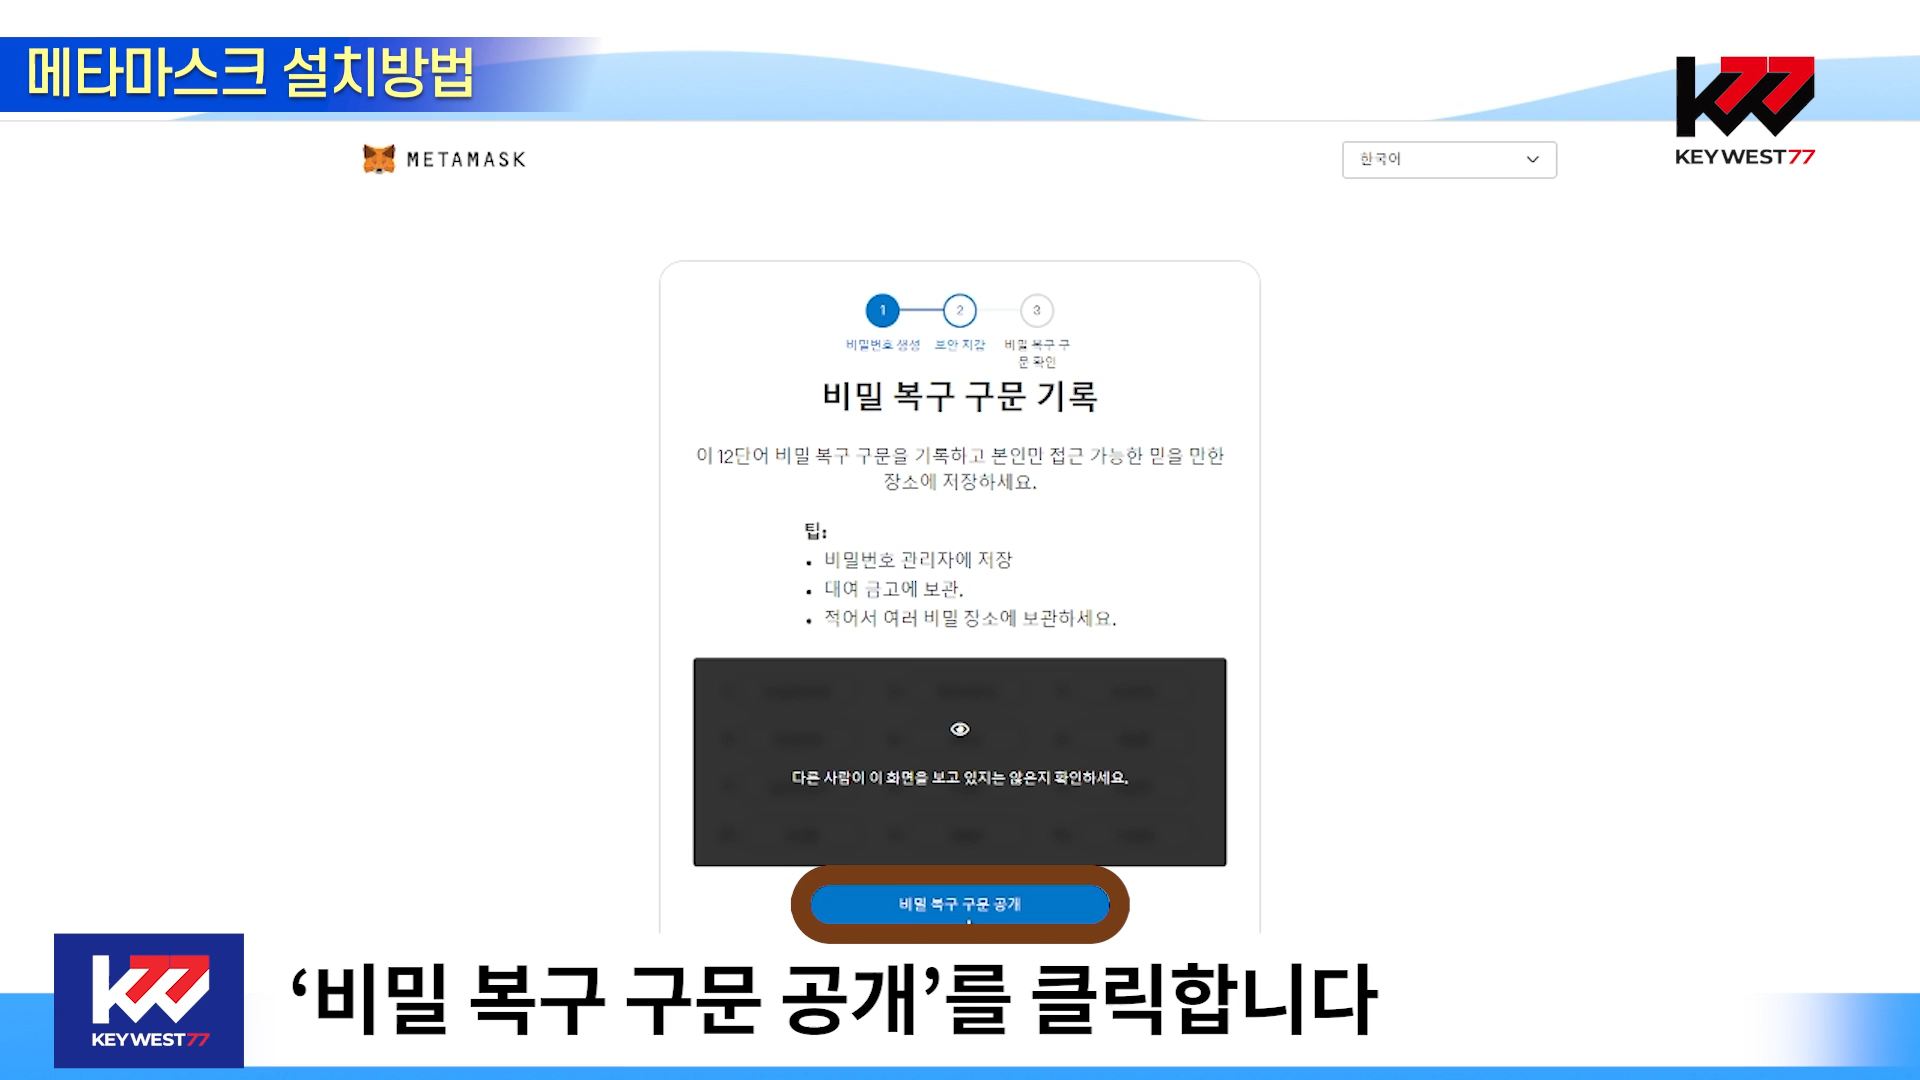 메타마스크 설치방법
KEYWEST77
METAMASK
한국어
1
2
3
비밀번호 생성
보안 지갑
비밀 복구 구
문 확인
비밀 복구 구문 기록
이 12단어 비밀 복구 구문을 기록하고 본인만 접근 가능한 믿을 만한
장소에 저장하세요.
팁:
• 비밀번호 관리자에 저장
• 대여 금고에 보관.
• 적어서 여러 비밀 장소에 보관하세요.
다른 사람이 이 화면을 보고 있지는 않은지 확인하세요.
비밀 복구 구문 공개
KEYWEST77
‘비밀 복구 구문 공개’를 클릭합니다